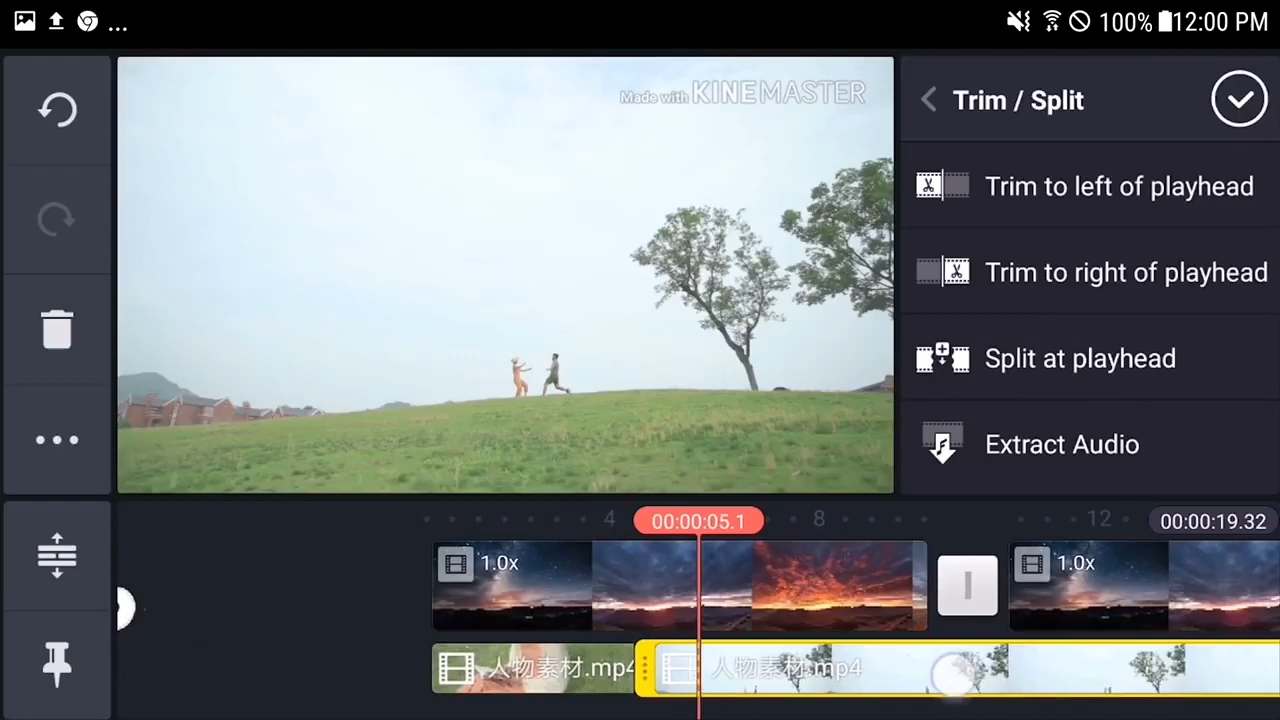 ...
100% 12:00 PM
Made with KINEMASTER
Trim / Split
Trim to left of playhead
Trim to right of playhead
Split at playhead
Extract Audio
4
00:00:05.1
8
12
00:00:19.32
1.0x
1.0x
人物素材.mp4
人物素材.mp4